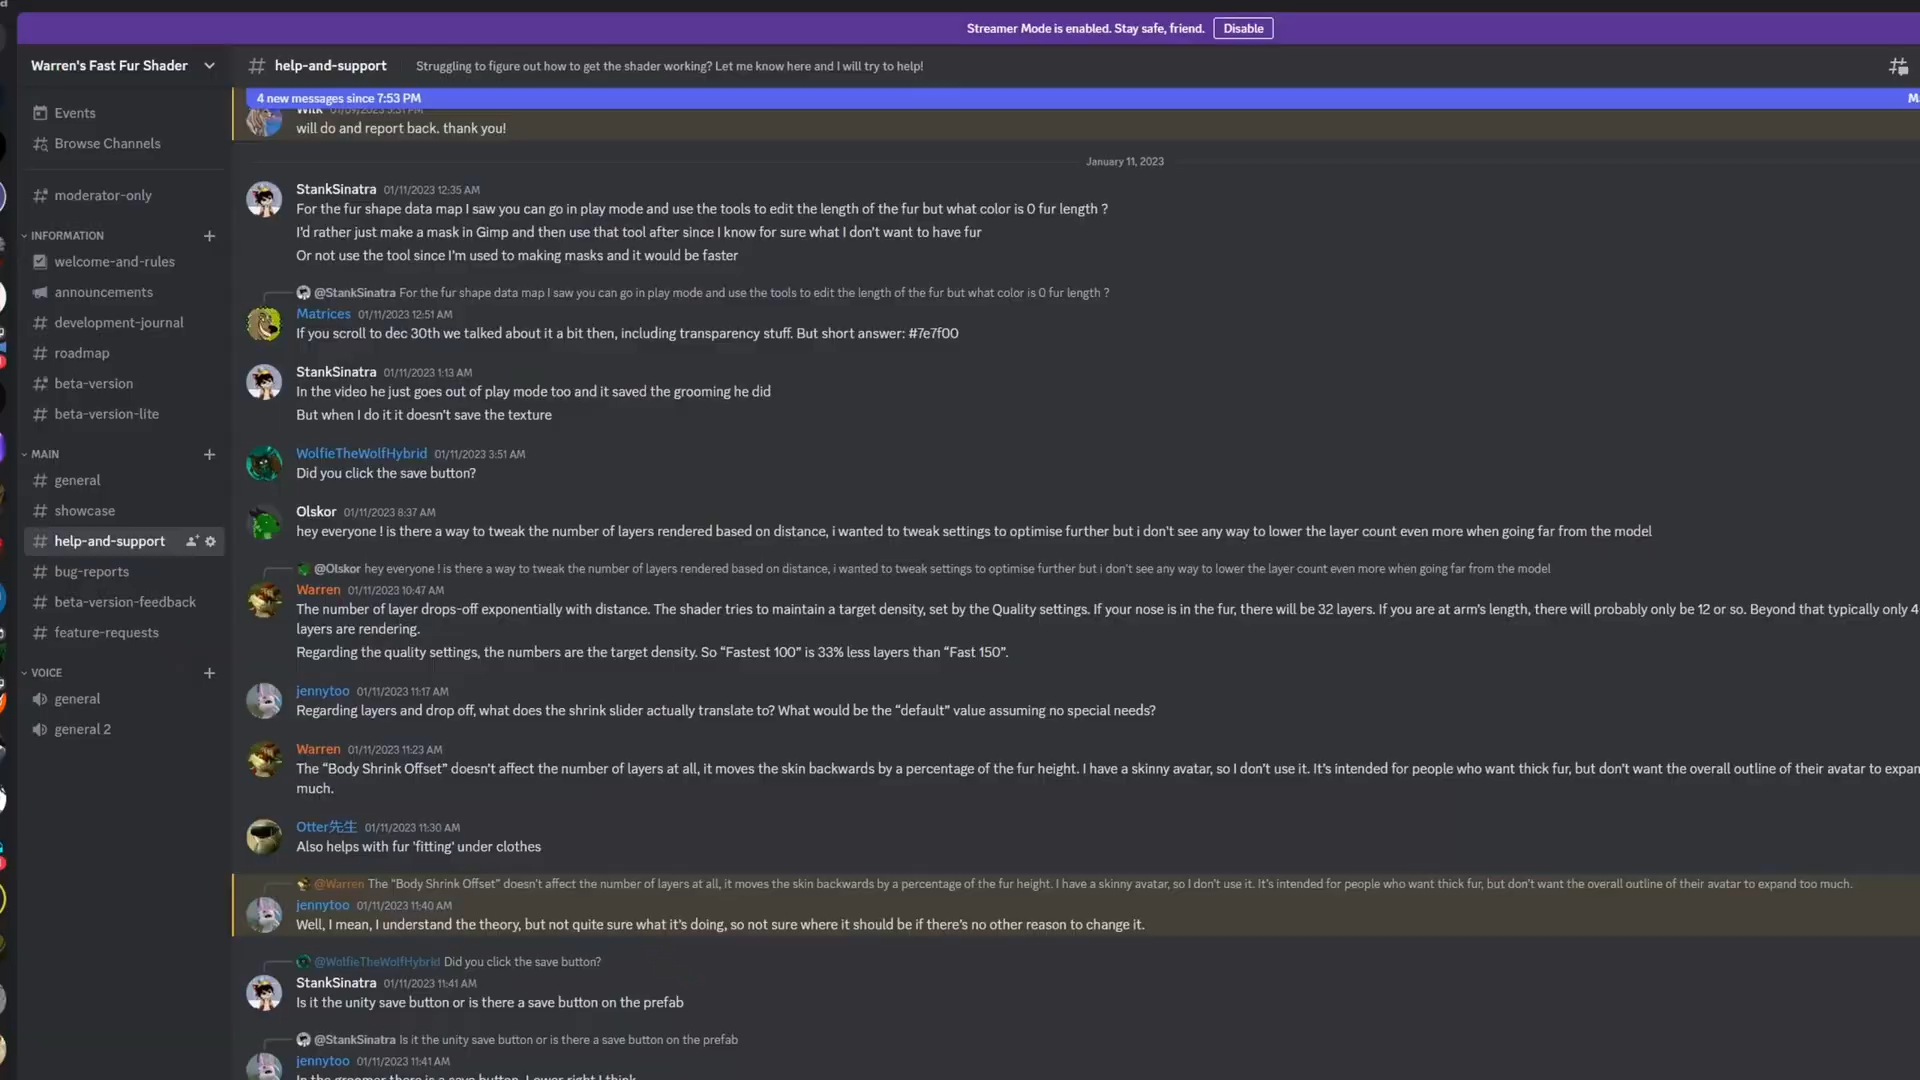 Streamer Mode is enabled. Stay safe, friend. Disable
Warren's Fast Fur Shader
help-and-support Struggling to figure out how to get the shader working? Let me know here and I will try to help!
4 new messages since 7:53 PM
Events
Browse Channels
moderator-only
INFORMATION
welcome-and-rules
announcements
development-journal
roadmap
beta-version
beta-version-lite
MAIN
general
showcase
help-and-support
bug-reports
beta-version-feedback
feature-requests
VOICE
general
general 2
will do and report back. thank you!
January 11, 2023
StankSinatra 01/11/2023 12:35 AM
For the fur shape data map I saw you can go in play mode and use the tools to edit the length of the fur but what color is 0 fur length ?
I'd rather just make a mask in Gimp and then use that tool after since I know for sure what I don't want to have fur
Or not use the tool since I'm used to making masks and it would be faster
@StankSinatra For the fur shape data map I saw you can go in play mode and use the tools to edit the length of the fur but what color is 0 fur length ?
Matrices 01/11/2023 12:51 AM
If you scroll to dec 30th we talked about it a bit then, including transparency stuff. But short answer: #7e7f00
StankSinatra 01/11/2023 1:13 AM
In the video he just goes out of play mode too and it saved the grooming he did
But when I do it it doesn't save the texture
WolfieTheWolfHybrid 01/11/2023 3:51 AM
Did you click the save button?
Olskor 01/11/2023 8:37 AM
hey everyone ! is there a way to tweak the number of layers rendered based on distance, i wanted to tweak settings to optimise further but i don't see any way to lower the layer count even more when going far from the model
@Olskor hey everyone ! is there a way to tweak the number of layers rendered based on distance, i wanted to tweak settings to optimise further but i don't see any way to lower the layer count even more when going far from the model
Warren 01/11/2023 10:47 AM
The number of layer drops-off exponentially with distance. The shader tries to maintain a target density, set by the Quality settings. If your nose is in the fur, there will be 32 layers. If you are at arm's length, there will probably only be 12 or so. Beyond that typically only 4
layers are rendering.
Regarding the quality settings, the numbers are the target density. So “Fastest 100” is 33% less layers than “Fast 150”.
jennytoo 01/11/2023 11:17 AM
Regarding layers and drop off, what does the shrink slider actually translate to? What would be the “default” value assuming no special needs?
Warren 01/11/2023 11:23 AM
The “Body Shrink Offset” doesn't affect the number of layers at all, it moves the skin backwards by a percentage of the fur height. I have a skinny avatar, so I don't use it. It's intended for people who want thick fur, but don't want the overall outline of their avatar to expan
much.
Otter先生 01/11/2023 11:30 AM
Also helps with fur 'fitting' under clothes
@Warren The “Body Shrink Offset” doesn't affect the number of layers at all, it moves the skin backwards by a percentage of the fur height. I have a skinny avatar, so I don't use it. It's intended for people who want thick fur, but don't want the overall outline of their avatar to expand too much.
jennytoo 01/11/2023 11:40 AM
Well, I mean, I understand the theory, but not quite sure what it's doing, so not sure where it should be if there's no other reason to change it.
@WolfieTheWolfHybrid Did you click the save button?
StankSinatra 01/11/2023 11:41 AM
Is it the unity save button or is there a save button on the prefab
@StankSinatra Is it the unity save button or is there a save button on the prefab
jennytoo 01/11/2023 11:41 AM